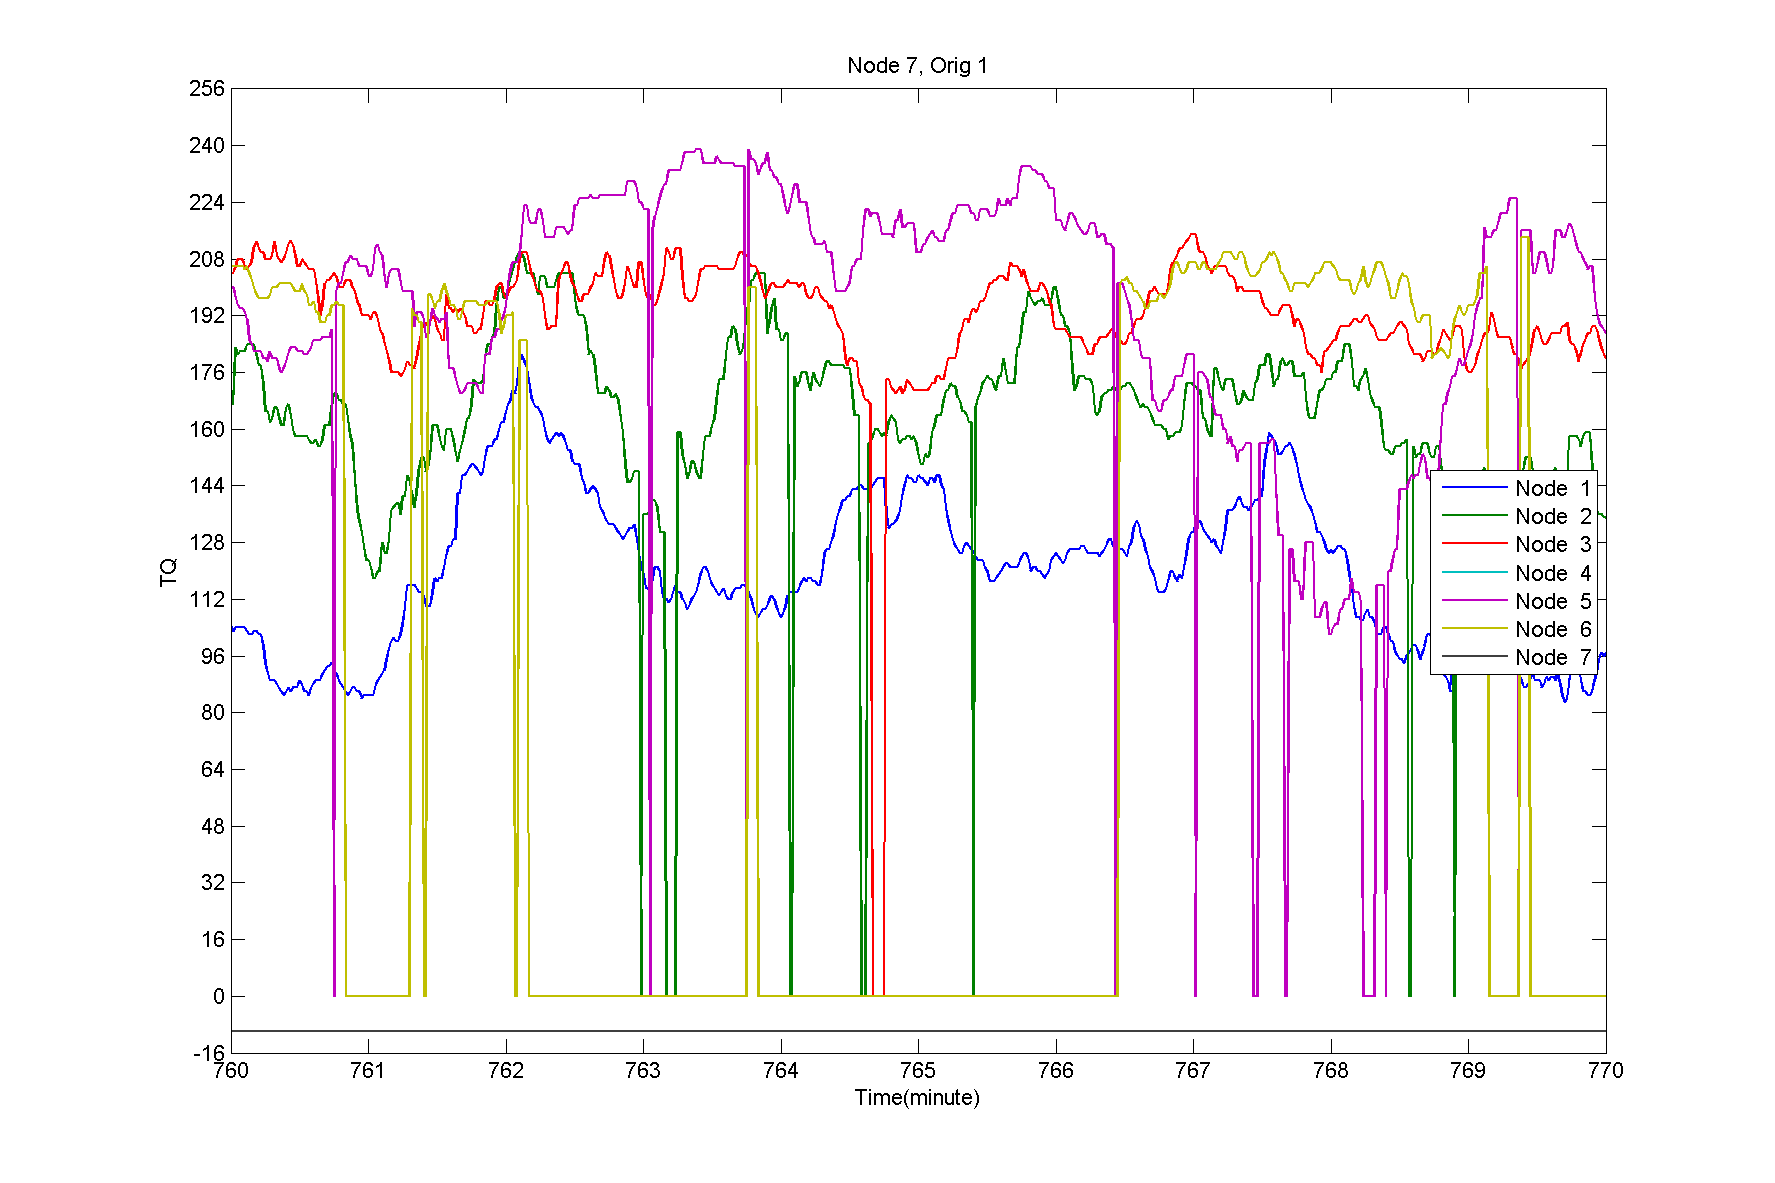 Node 7, Orig 1
256
240
224
208
192
176
160
144
128
112
96
80
64
48
32
16
0
-16
TQ
760 761 762 763 764 765 766 767 768 769 770
Time(minute)
Node 1
Node 2
Node 3
Node 4
Node 5
Node 6
Node 7